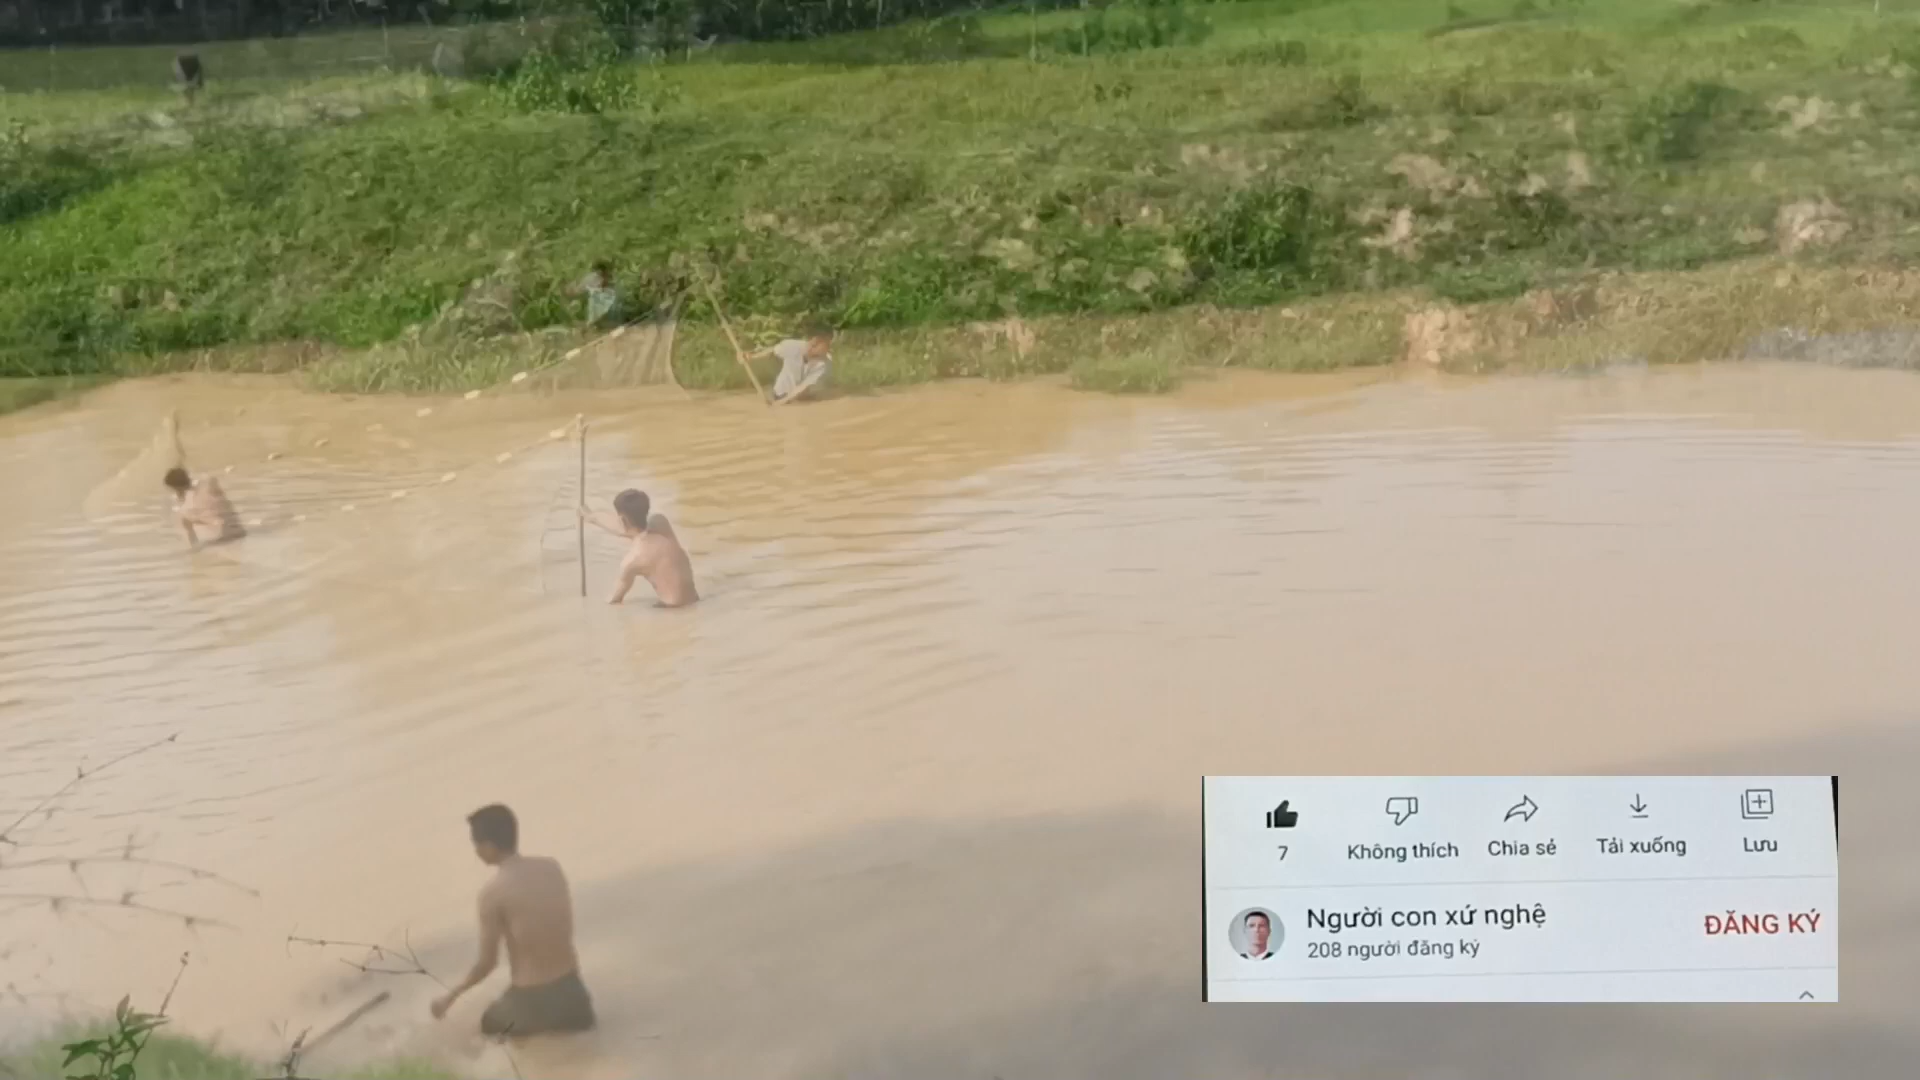 7
Không thích
Chia sẻ
Tải xuống
Lưu
Người con xứ nghệ
ĐĂNG KÝ
208 người đăng ký